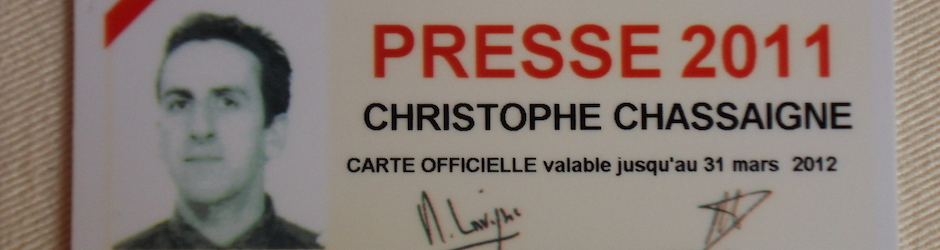 PRESSE 2011
CHRISTOPHE CHASSAIGNE
CARTE OFFICIELLE valable jusqu'au 31 mars 2012